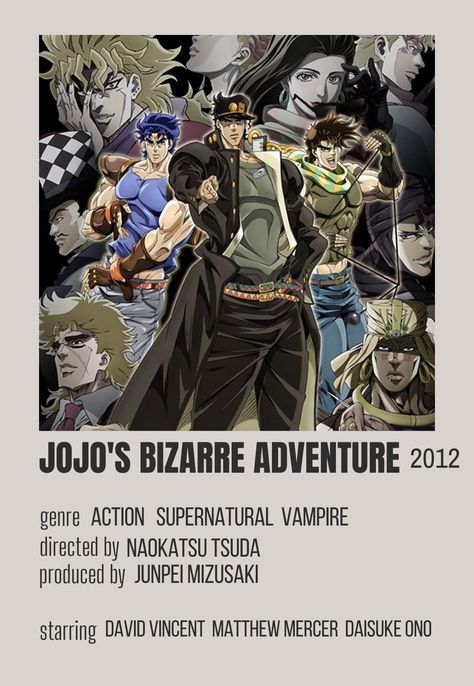 JOJO'S BIZARRE ADVENTURE 2012
genre ACTION SUPERNATURAL VAMPIRE
directed by NAOKATSU TSUDA
produced by JUNPEI MIZUSAKI
starring DAVID VINCENT MATTHEW MERCER DAISUKE ONO